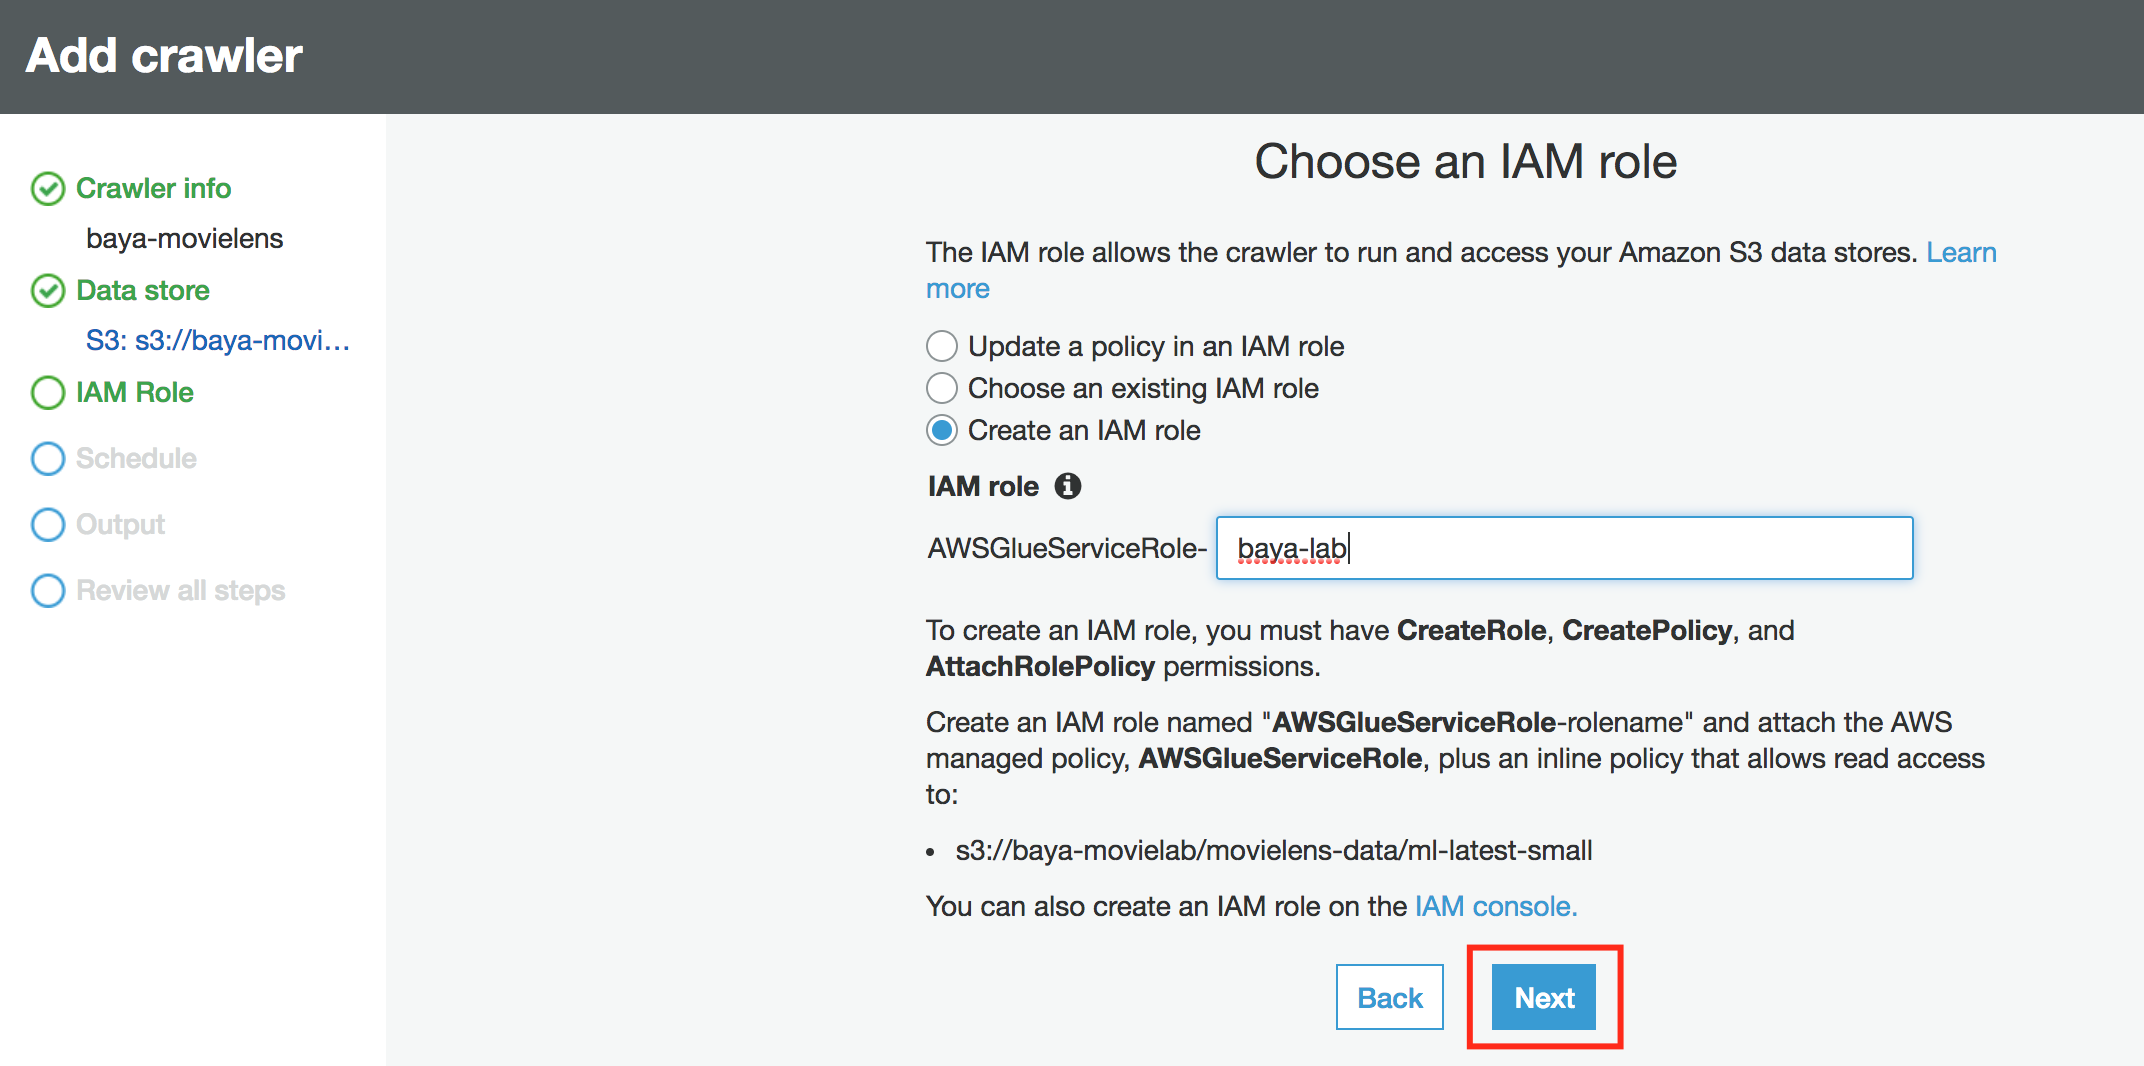 Add crawler
Crawler info
baya-movielens
Data store
S3: s3://baya-movi...
IAM Role
Schedule
Output
Review all steps
Choose an IAM role
The IAM role allows the crawler to run and access your Amazon S3 data stores. Learn
more
Update a policy in an IAM role
Choose an existing IAM role
Create an IAM role
IAM role
AWSGlueServiceRole- baya-lab
To create an IAM role, you must have CreateRole, CreatePolicy, and
AttachRolePolicy permissions.
Create an IAM role named "AWSGlueServiceRole-rolename" and attach the AWS
managed policy, AWSGlueServiceRole, plus an inline policy that allows read access
to:
• s3://baya-movielab/movielens-data/ml-latest-small
You can also create an IAM role on the IAM console.
Back Next